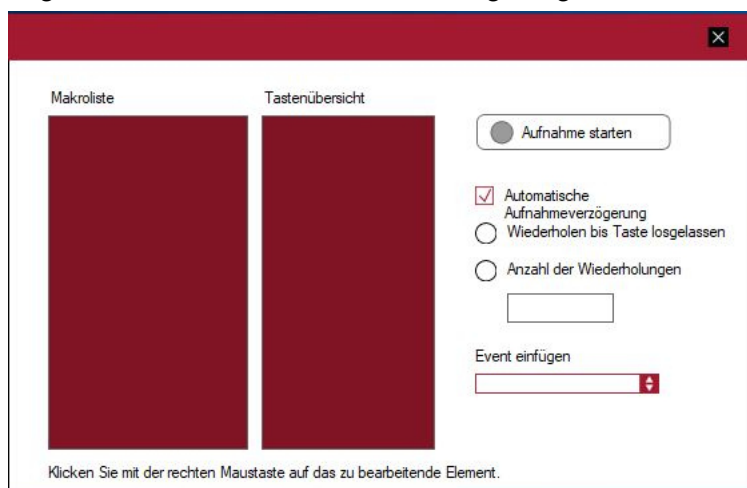 Makroliste
Tastenübersicht
Aufnahme starten
Automatische
Aufnahmeverzögerung
Wiederholen bis Taste losgelassen
Anzahl der Wiederholungen
Event einfügen
Klicken Sie mit der rechten Maustaste auf das zu bearbeitende Element.